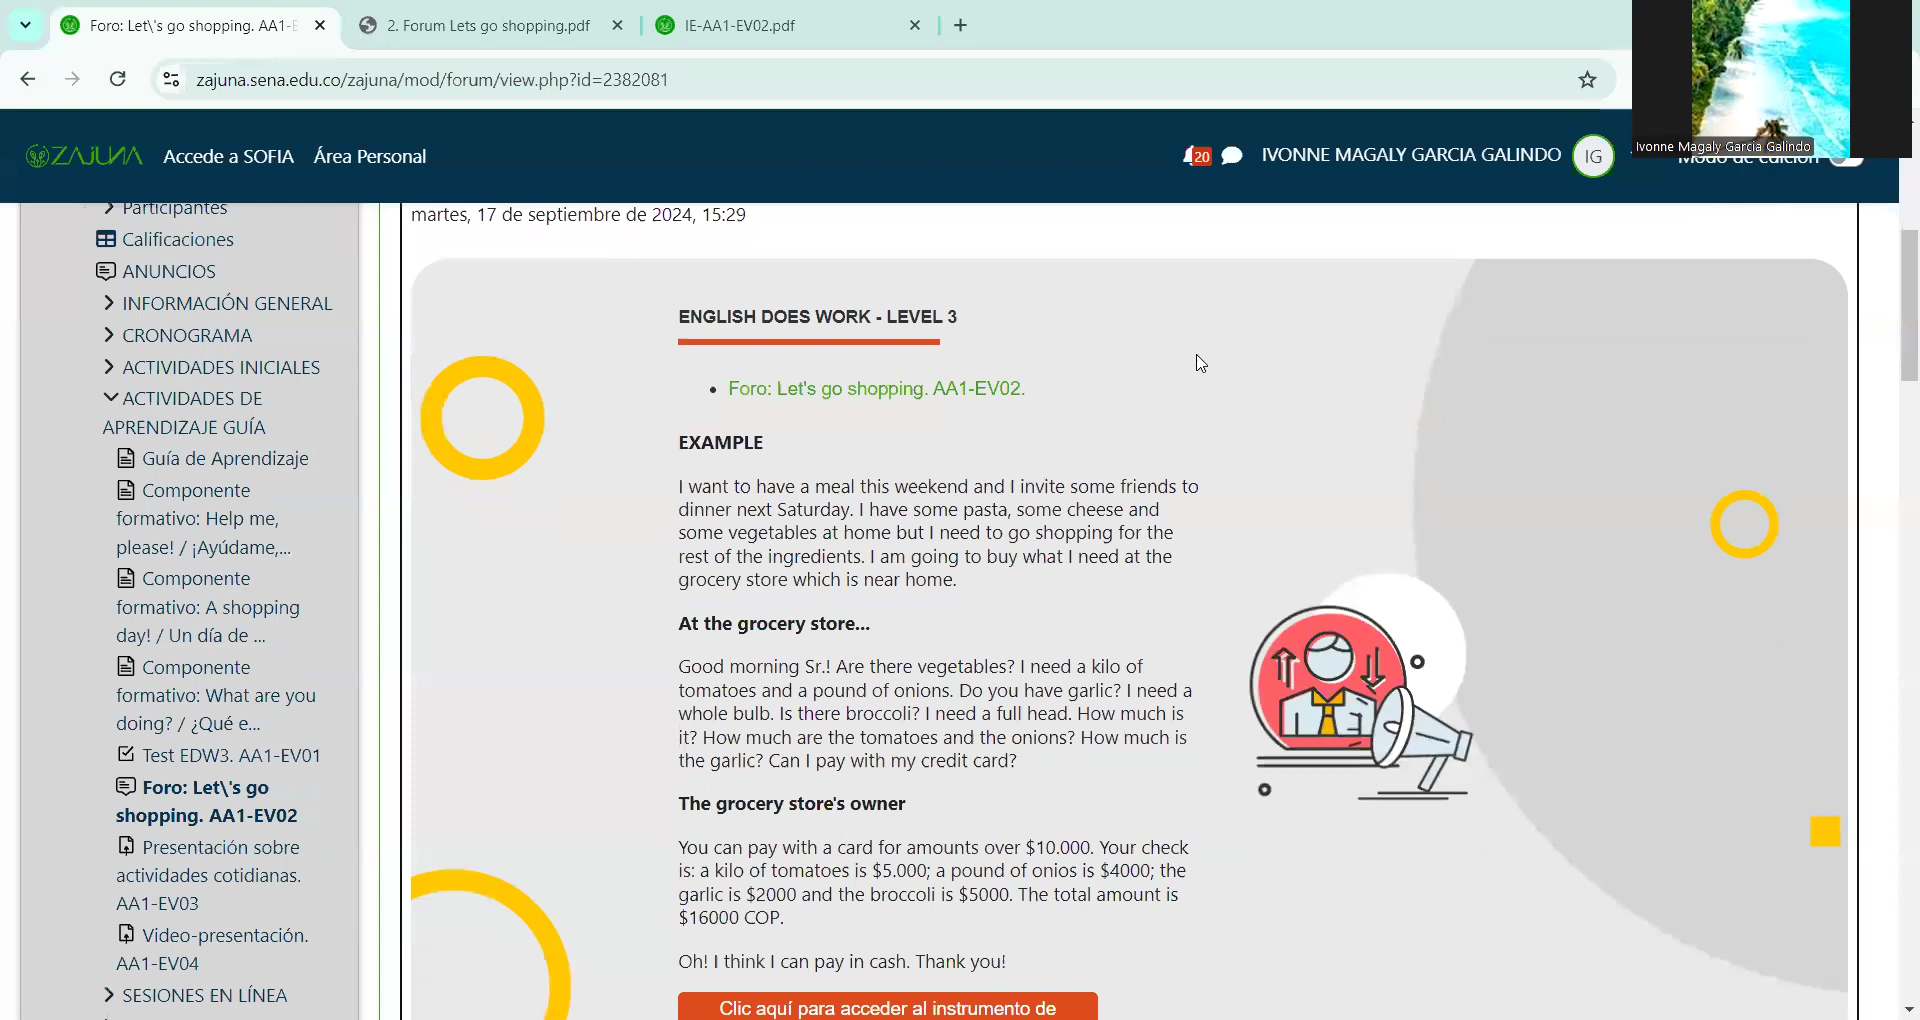 Foro: Let\'s go shopping. AA1-E
2. Forum Lets go shopping.pdf
IE-AA1-EV02.pdf
zajuna.sena.edu.co/zajuna/mod/forum/view.php?id=2382081
ZAJUNA
Accede a SOFIA
Área Personal
20
IVONNE MAGALY GARCIA GALINDO
IG
Modo de edición
Ivonne Magaly Garcia Galindo
Participantes
Calificaciones
ANUNCIOS
INFORMACIÓN GENERAL
CRONOGRAMA
ACTIVIDADES INICIALES
ACTIVIDADES DE
APRENDIZAJE GUÍA
Guía de Aprendizaje
Componente
formativo: Help me,
please! / ¡Ayúdame,...
Componente
formativo: A shopping
day! / Un día de ...
Componente
formativo: What are you
doing? / ¿Qué e...
Test EDW3. AA1-EV01
Foro: Let\'s go
shopping. AA1-EV02
Presentación sobre
actividades cotidianas.
AA1-EV03
Video-presentación.
AA1-EV04
SESIONES EN LÍNEA
martes, 17 de septiembre de 2024, 15:29
ENGLISH DOES WORK - LEVEL 3
• Foro: Let's go shopping. AA1-EV02.
EXAMPLE
I want to have a meal this weekend and I invite some friends to
dinner next Saturday. I have some pasta, some cheese and
some vegetables at home but I need to go shopping for the
rest of the ingredients. I am going to buy what I need at the
grocery store which is near home.
At the grocery store...
Good morning Sr.! Are there vegetables? I need a kilo of
tomatoes and a pound of onions. Do you have garlic? I need a
whole bulb. Is there broccoli? I need a full head. How much is
it? How much are the tomatoes and the onions? How much is
the garlic? Can I pay with my credit card?
The grocery store's owner
You can pay with a card for amounts over $10.000. Your check
is: a kilo of tomatoes is $5.000; a pound of onios is $4000; the
garlic is $2000 and the broccoli is $5000. The total amount is
$16000 COP.
Oh! I think I can pay in cash. Thank you!
Clic aquí para acceder al instrumento de